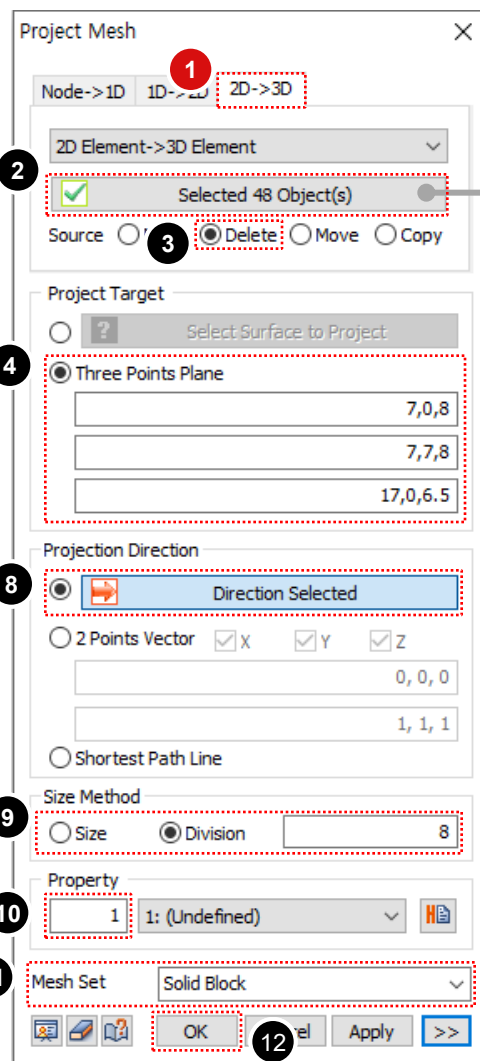 Project Mesh
1
Node->1D 1D->2D 2D->3D
2D Element->3D Element
2
Selected 48 Object(s)
Source 3 Delete Move Copy
Project Target
? Select Surface to Project
4
Three Points Plane
7,0,8
7,7,8
17,0,6.5
Projection Direction
8
Direction Selected
2 Points Vector X Y Z
0, 0, 0
1, 1, 1
Shortest Path Line
Size Method
9
Size Division 8
Property
10
1 1: (Undefined)
Mesh Set Solid Block
OK 12 Apply >>